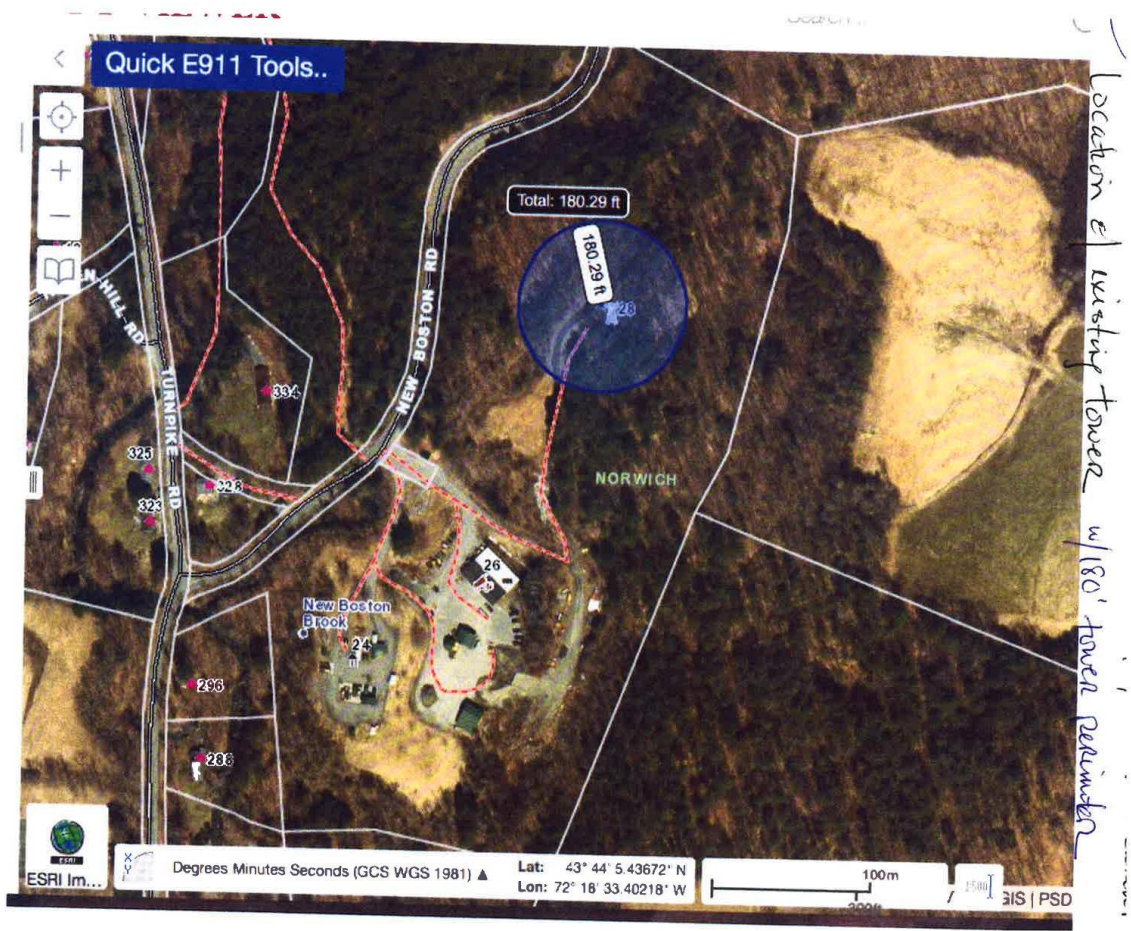 Quick E911 Tools..
Total: 180.29 ft
180.29 ft
28
NEW BOSTON RD
HILL RD
TURNPIKE RD
334
325
328
323
NORWICH
26
New Boston
Brook
24
296
288
ESRI
ESRI Im...
Degrees Minutes Seconds (GCS WGS 1981) ▲
Lat: 43° 44' 5.43672" N
Lon: 72° 18' 33.40218" W
100m
300ft
1500
GIS | PSD
Location of existing tower w/180' tower perimeter